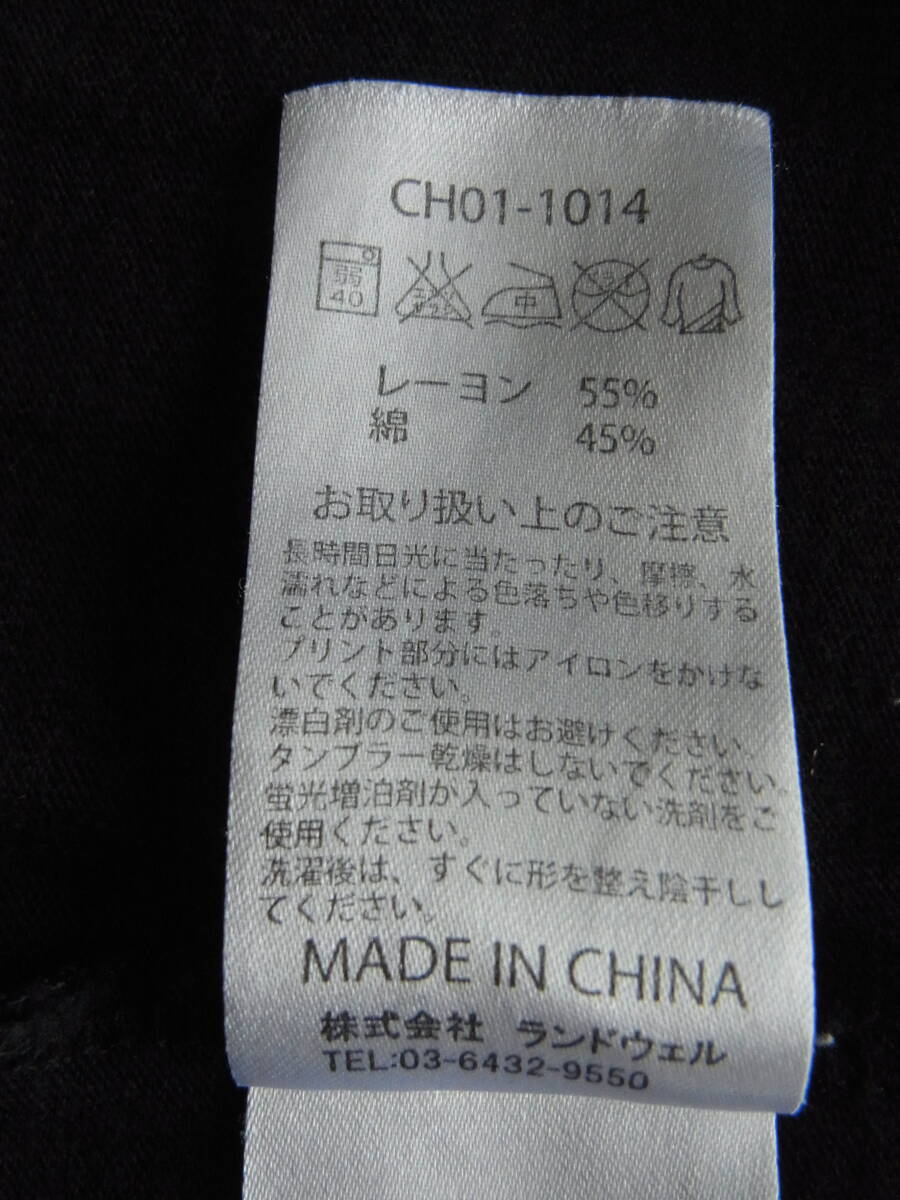 CH01-1014
弱
40
中
レーヨン 55%
綿 45%
お取り扱い上のご注意
長時間日光に当たったり、摩擦、水
濡れなどによる色落ちや色移りする
ことがあります。
プリント部分にはアイロンをかけな
いでください。
漂白剤のご使用はお避けください。
タンブラー乾燥はしないでください。
蛍光増泊剤が入っていない洗剤をご
使用ください。
洗濯後は、すぐに形を整え陰干しし
てください。
MADE IN CHINA
株式会社 ランドウェル
TEL:03-6432-9550